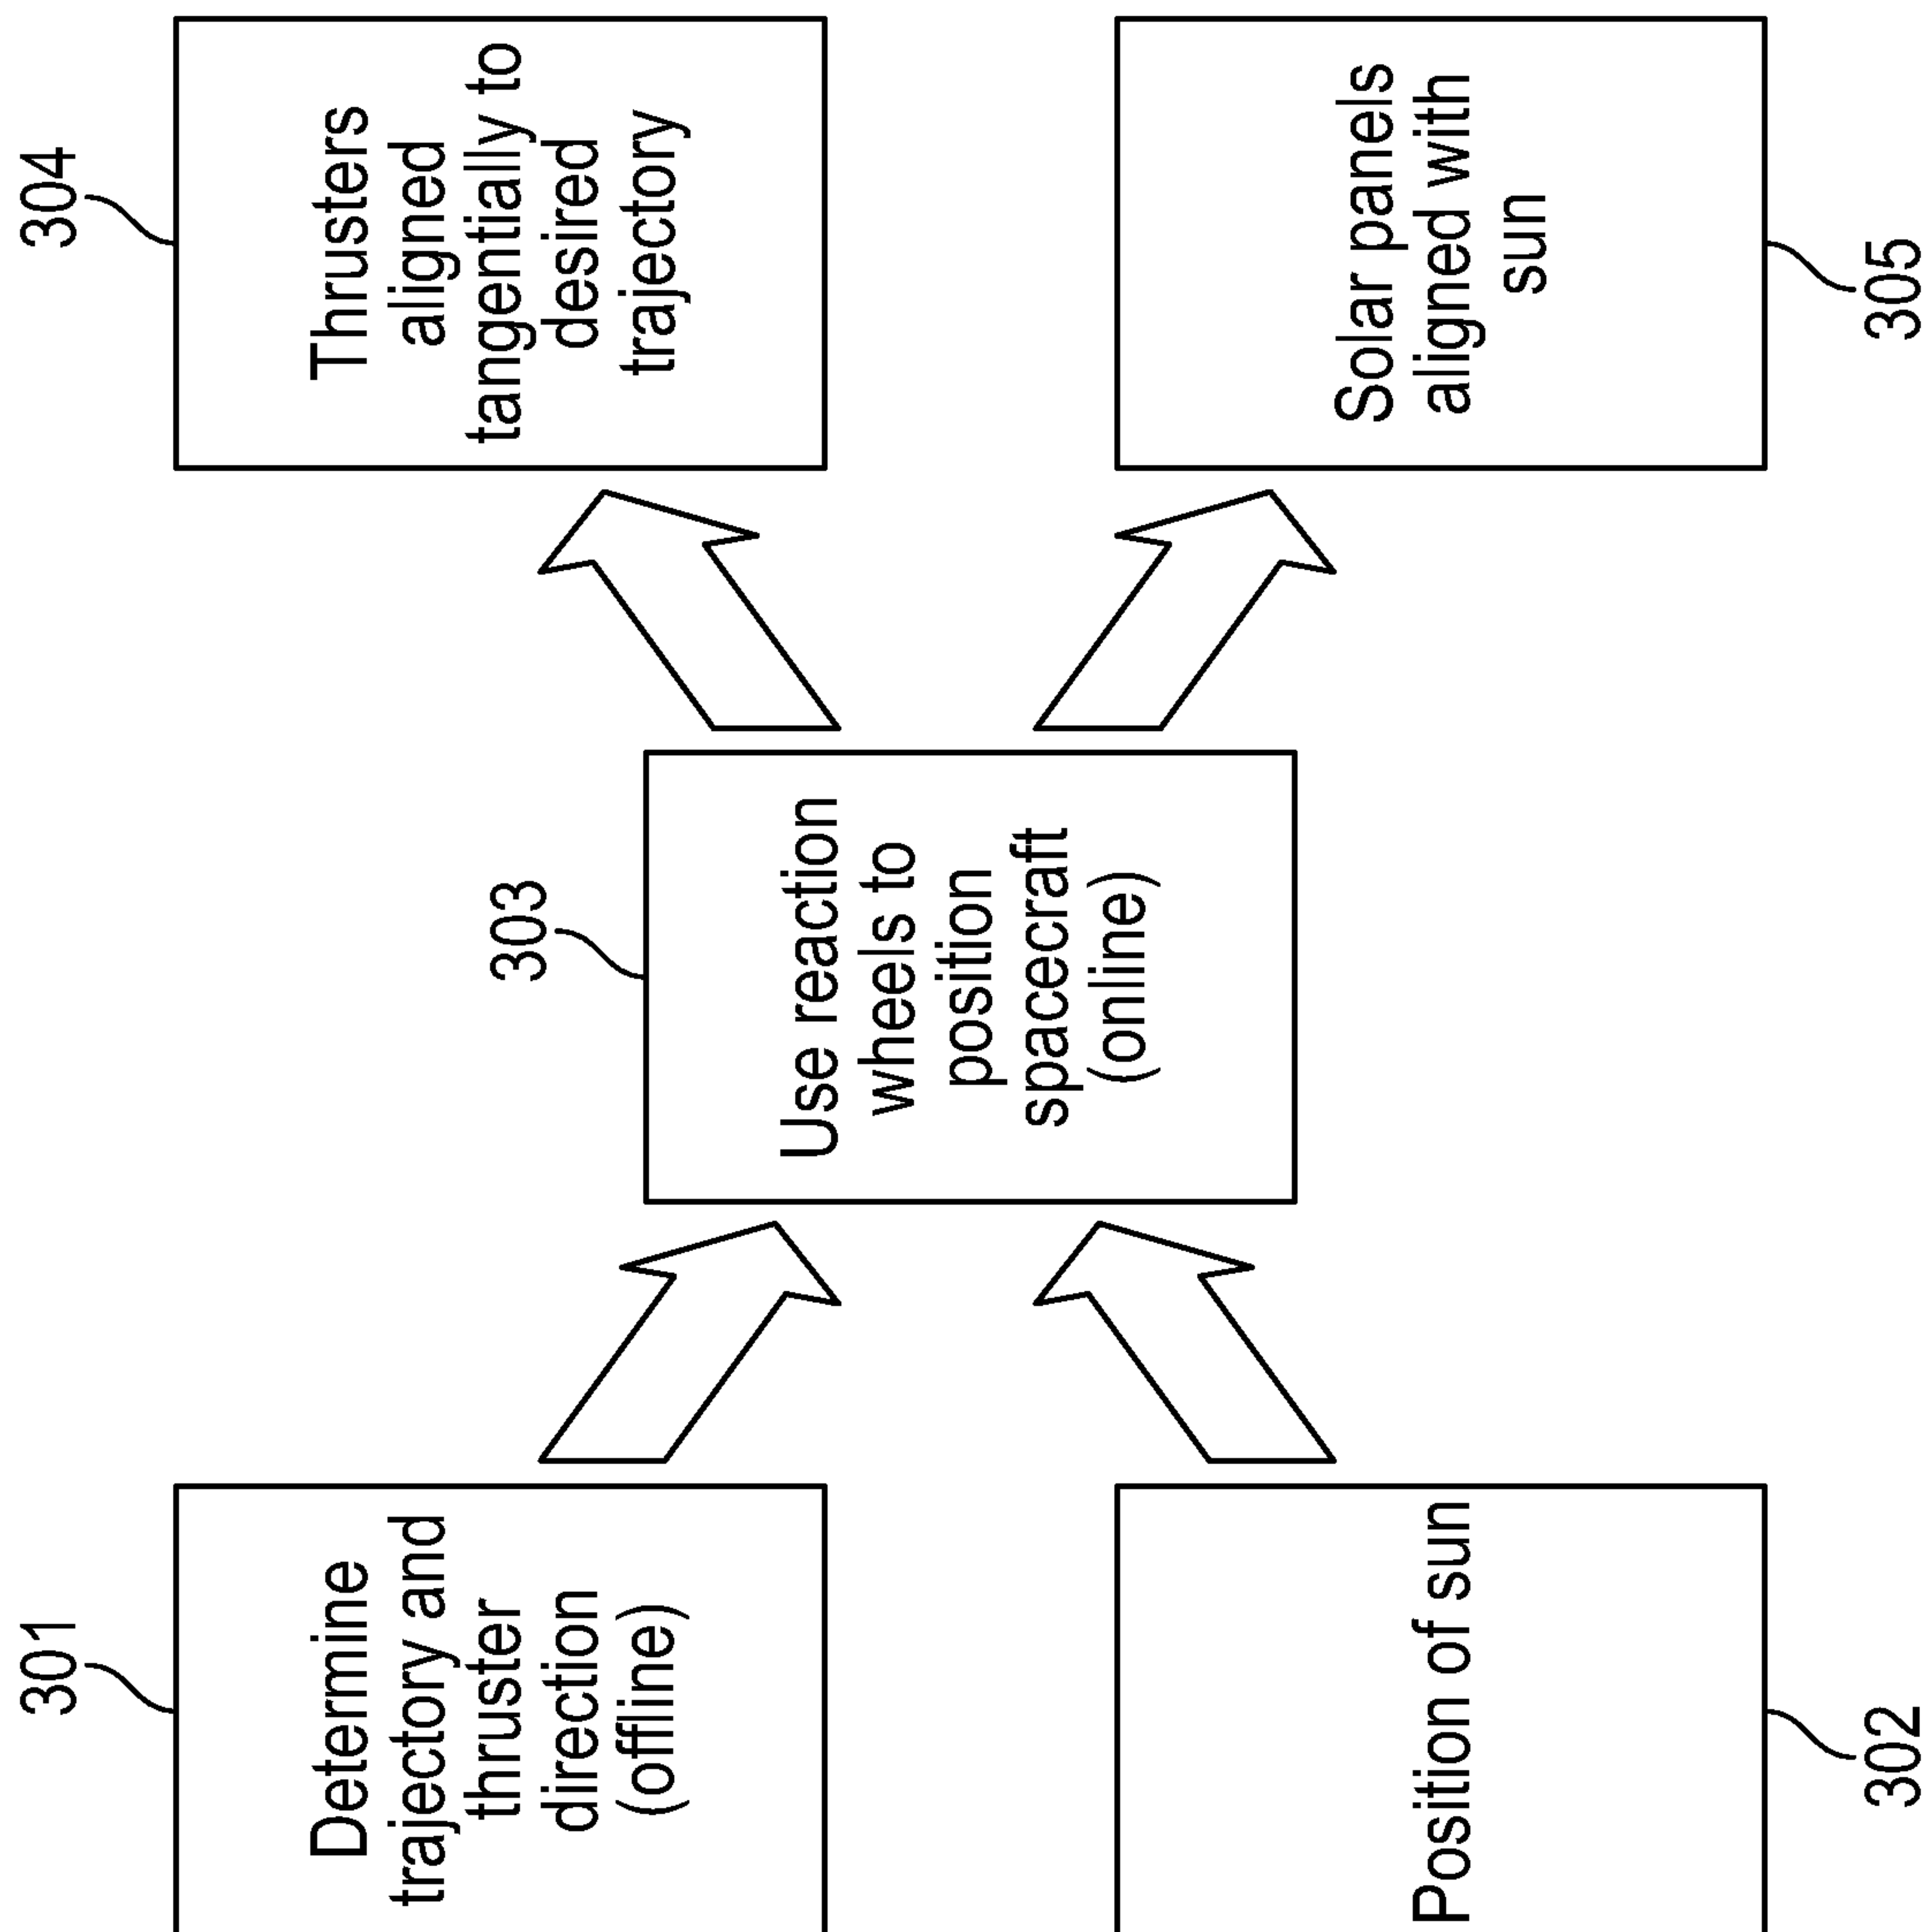 301
Determine
trajectory and
thruster
direction
(offline)
302
Position of sun
303
Use reaction
wheels to
position
spacecraft
(online)
304
Thrusters
aligned
tangentially to
desired
trajectory
305
Solar panels
aligned with
sun